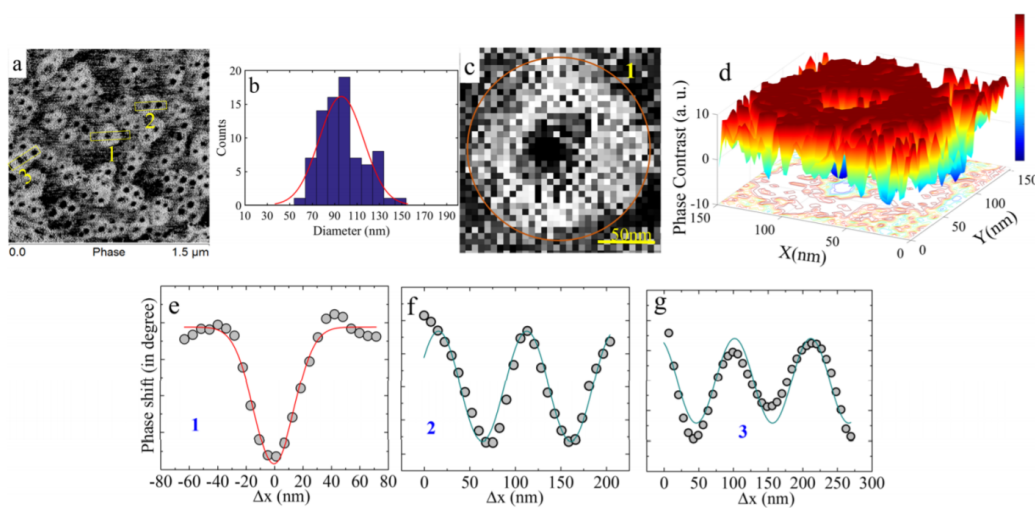 a
1
2
3
0.0 Phase 1.5 µm
b
Counts
20
15
10
5
0
10 30 50 70 90 110 130 150 170 190
Diameter (nm)
c
1
50nm
d
Phase Contrast (a. u.)
10
0
-10
150
100
50
0
X(nm)
0
50
100
150
Y(nm)
e
Phase shift (in degree)
1
-80 -60 -40 -20 0 20 40 60 80
Δx (nm)
f
2
0 50 100 150 200
Δx (nm)
g
3
0 50 100 150 200 250 300
Δx (nm)